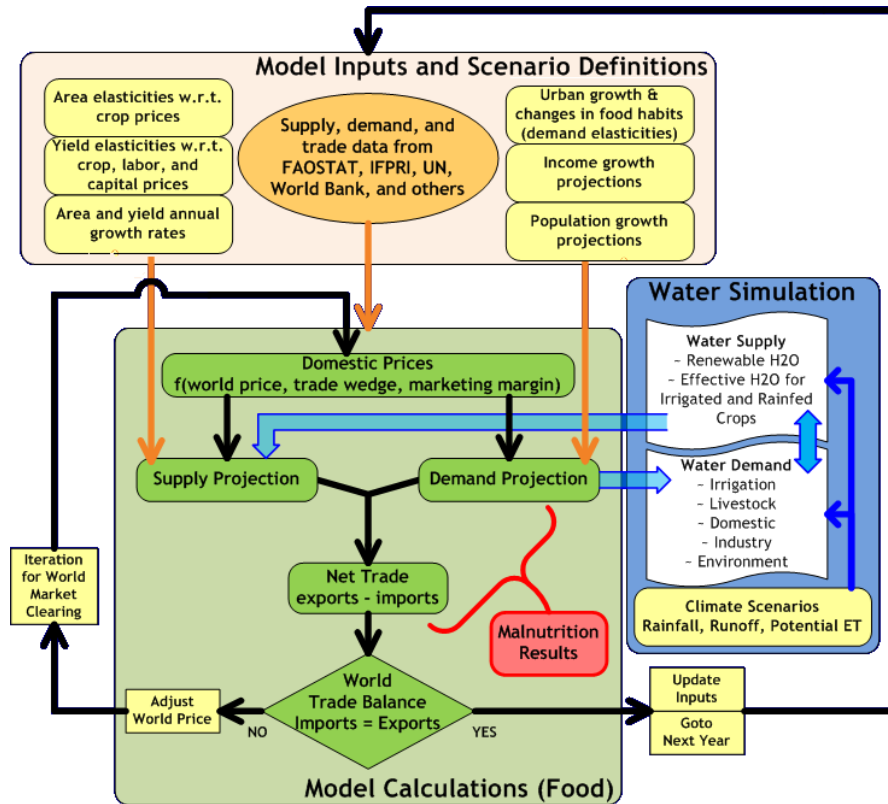 Model Inputs and Scenario Definitions
Area elasticities w.r.t.
crop prices
Yield elasticities w.r.t.
crop, labor, and
capital prices
Area and yield annual
growth rates
Supply, demand, and
trade data from
FAOSTAT, IFPRI, UN,
World Bank, and others
Urban growth &
changes in food habits
(demand elasticities)
Income growth
projections
Population growth
projections
Water Simulation
Water Supply
– Renewable H2O
– Effective H2O for
Irrigated and Rainfed
Crops
Water Demand
– Irrigation
– Livestock
– Domestic
– Industry
– Environment
Climate Scenarios
Rainfall, Runoff, Potential ET
Domestic Prices
f(world price, trade wedge, marketing margin)
Supply Projection
Demand Projection
Net Trade
exports - imports
Malnutrition
Results
World
Trade Balance
Imports = Exports
NO
YES
Iteration
for World
Market
Clearing
Adjust
World Price
Update
Inputs
Goto
Next Year
Model Calculations (Food)